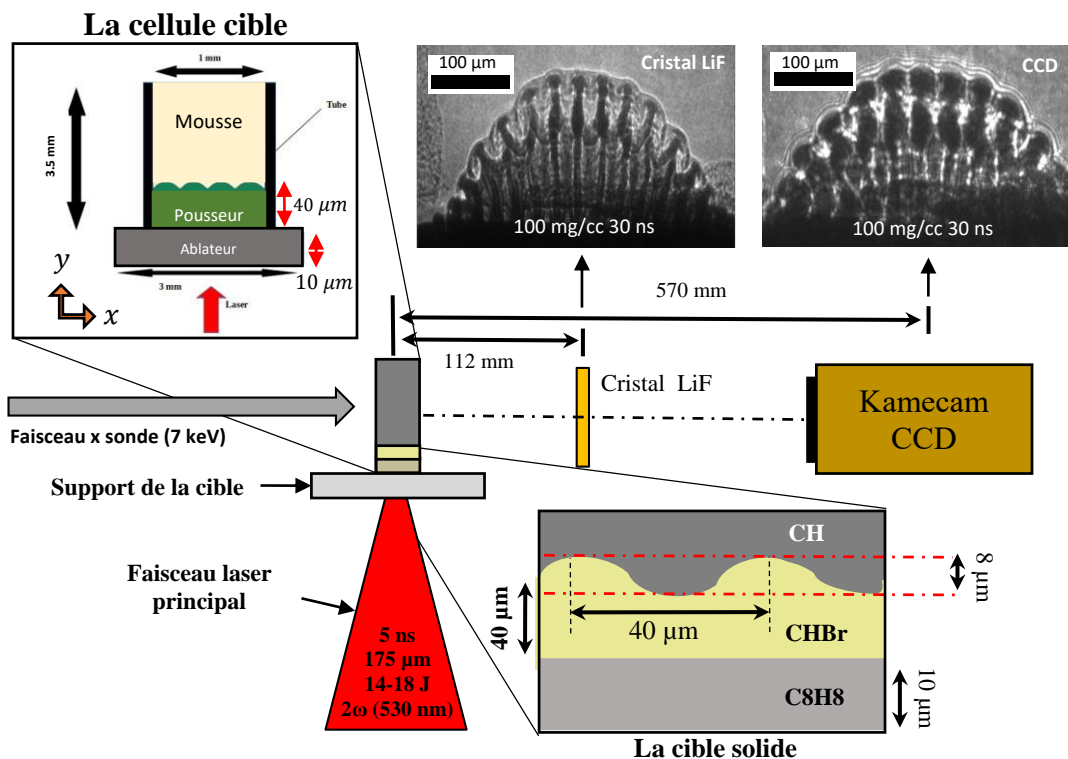 La cellule cible
1 mm
Tube
Mousse
3.5 mm
40 μm
Pousseur
Ablateur
10 μm
3 mm
y
x
Laser
100 μm
Cristal LiF
100 mg/cc 30 ns
100 μm
CCD
100 mg/cc 30 ns
570 mm
112 mm
Cristal LiF
Kamecam
CCD
Faisceau x sonde (7 keV)
Support de la cible
Faisceau laser
principal
5 ns
175 μm
14-18 J
2ω (530 nm)
CH
8 μm
40 μm
40 μm
CHBr
C8H8
10 μm
La cible solide